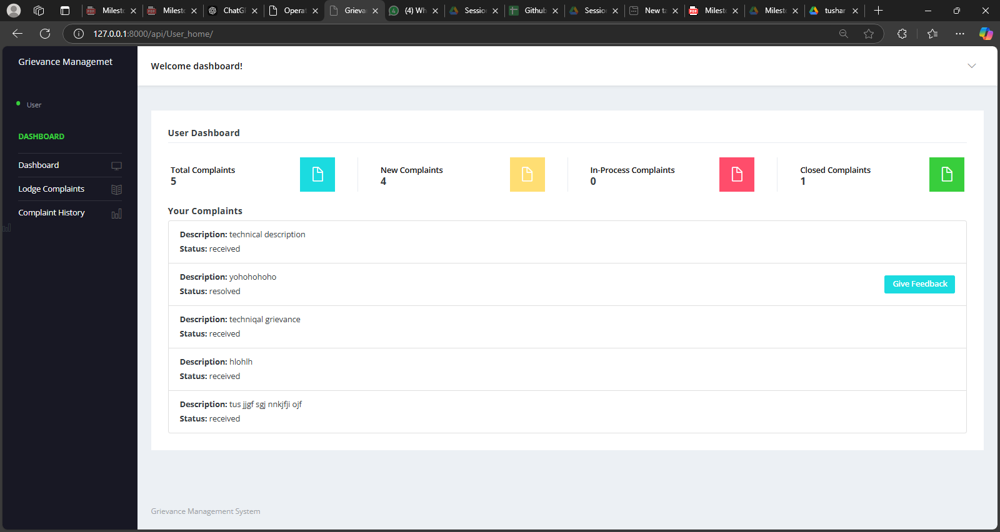 Milest
Milest
ChatG
Operat
Grieva
(4) Wh
Sessio
Github
Sessio
New ta
Milest
Milest
tushar
127.0.0.1:8000/api/User_home/
Grievance Managemet
User
DASHBOARD
Dashboard
Lodge Complaints
Complaint History
Welcome dashboard!
User Dashboard
Total Complaints
5
New Complaints
4
In-Process Complaints
0
Closed Complaints
1
Your Complaints
Description: technical description
Status: received
Description: yohohohoho
Status: resolved
Give Feedback
Description: techniqal grievance
Status: received
Description: hlohlh
Status: received
Description: tus jjgf sgj nnkjfji ojf
Status: received
Grievance Management System